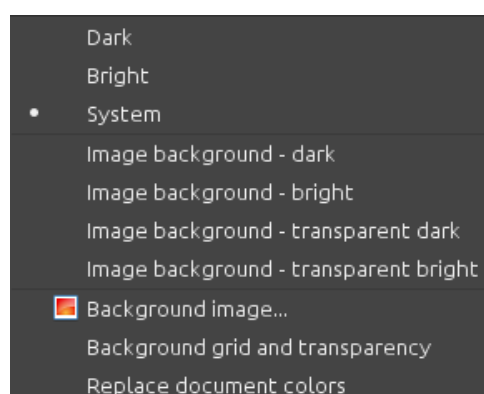 Dark
Bright
System
Image background - dark
Image background - bright
Image background - transparent dark
Image background - transparent bright
Background image...
Background grid and transparency
Replace document colors